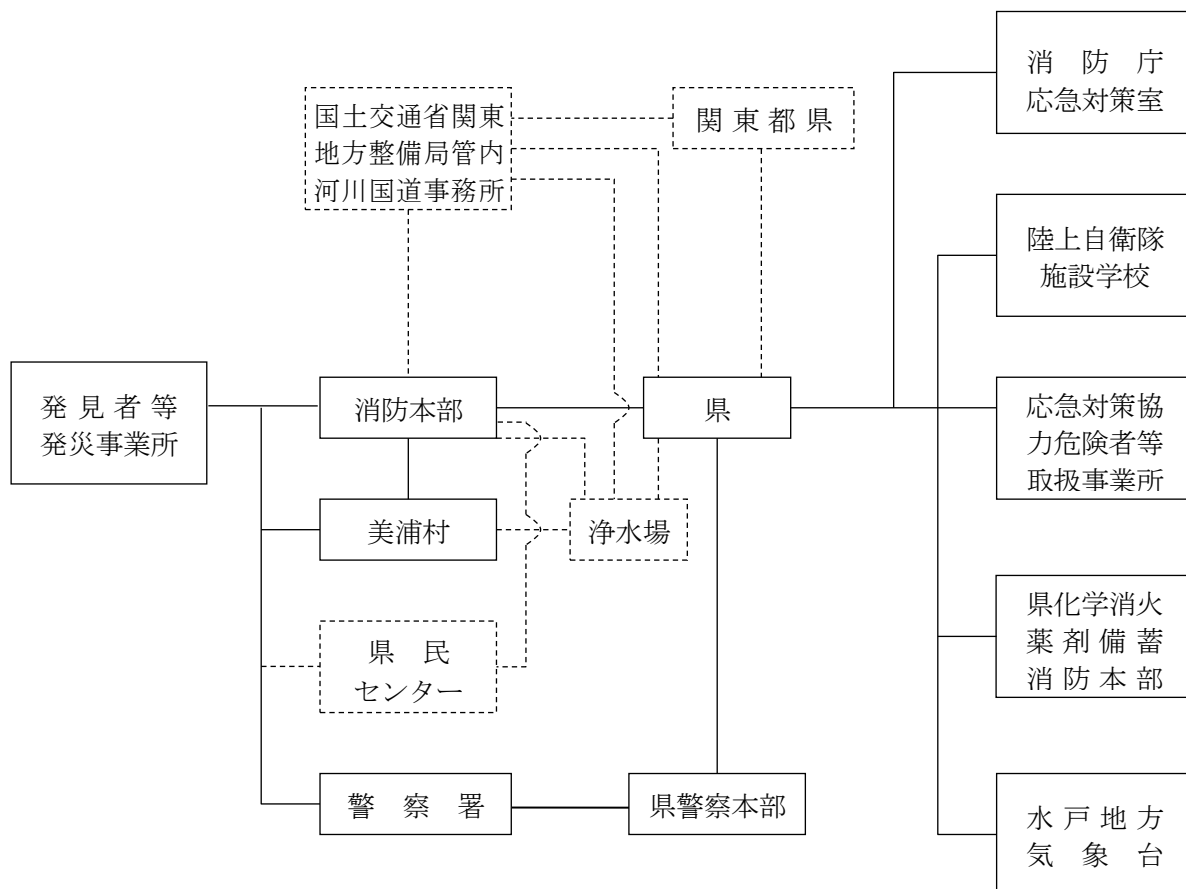 消防庁
応急対策室
国土交通省関東
地方整備局管内
河川国道事務所
関東都県
陸上自衛隊
施設学校
発見者等
発災事業所
消防本部
県
応急対策協
力危険者等
取扱事業所
美浦村
浄水場
県民
センター
県化学消火
薬剤備蓄
消防本部
警察署
県警察本部
水戸地方
気象台